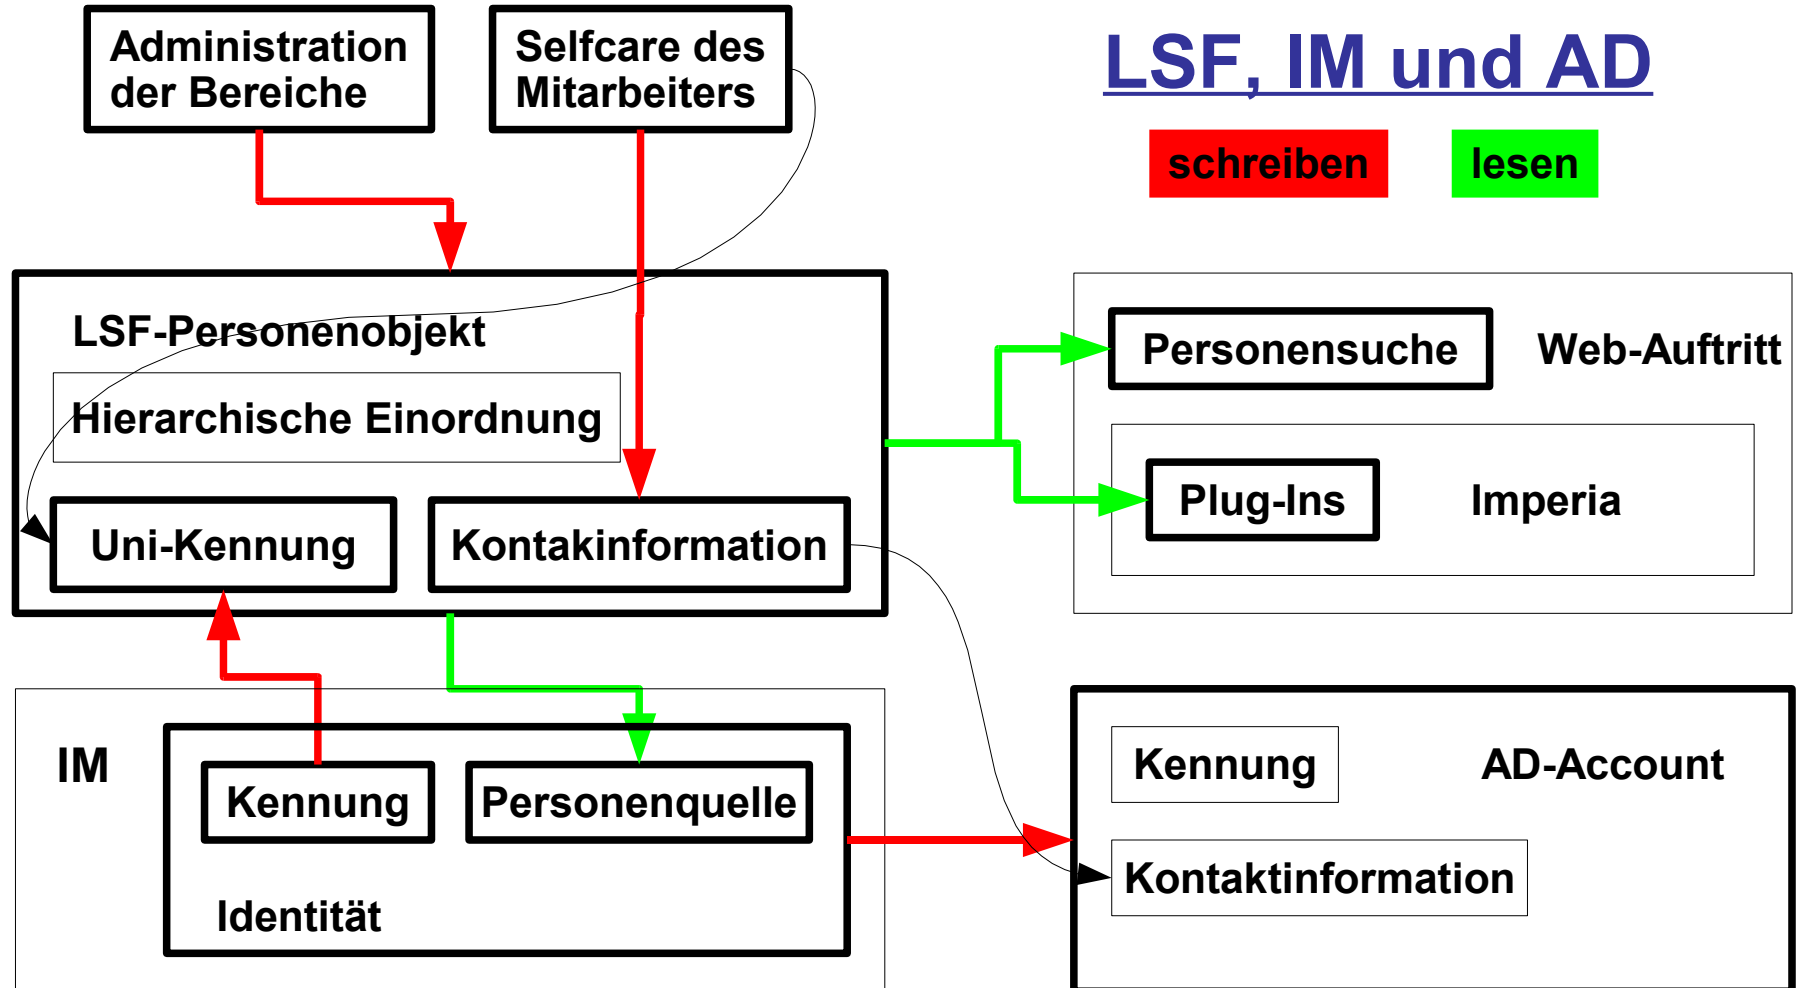 Administration
der Bereiche
Selfcare des
Mitarbeiters
LSF, IM und AD
schreiben
lesen
LSF-Personenobjekt
Hierarchische Einordnung
Uni-Kennung
Kontakinformation
Personensuche
Web-Auftritt
Plug-Ins
Imperia
IM
Kennung
Personenquelle
Identität
Kennung
AD-Account
Kontaktinformation